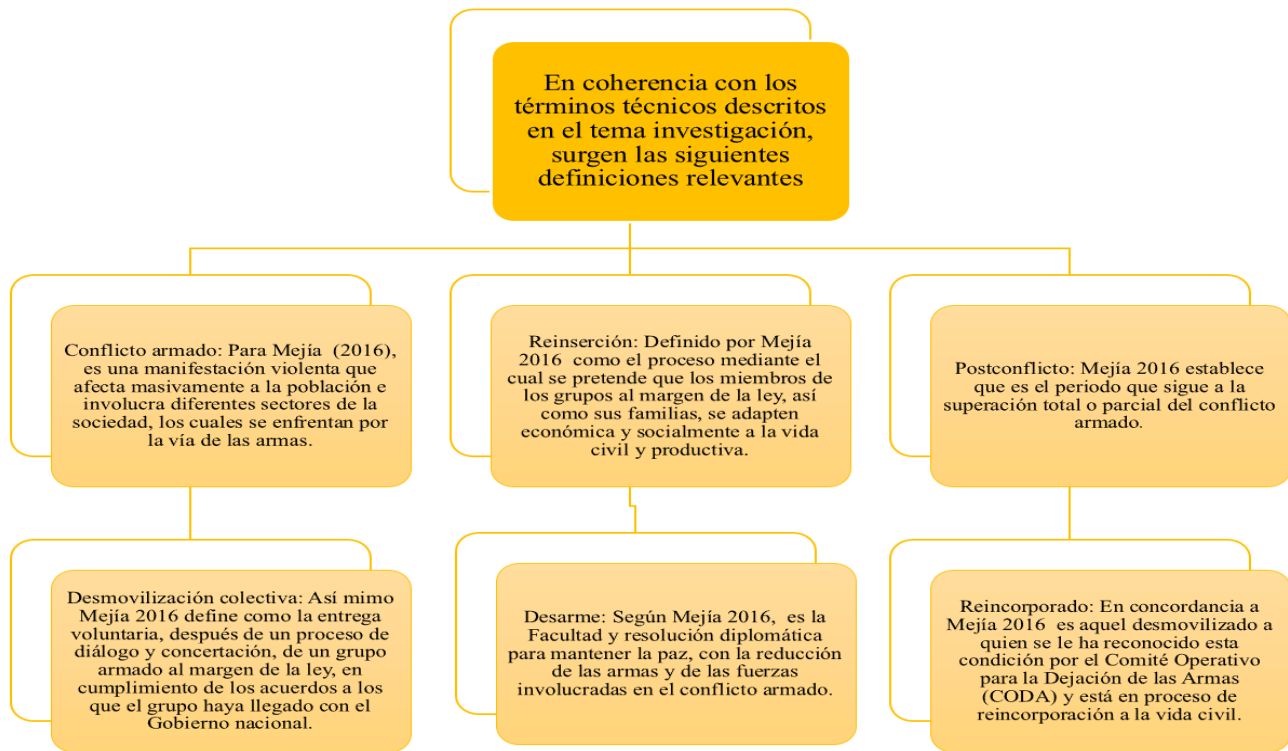 En coherencia con los
términos técnicos descritos
en el tema investigación,
surgen las siguientes
definiciones relevantes
Conflicto armado: Para Mejía (2016),
es una manifestación violenta que
afecta masivamente a la población e
involucra diferentes sectores de la
sociedad, los cuales se enfrentan por
la vía de las armas.
Reinserción: Definido por Mejía
2016 como el proceso mediante el
cual se pretende que los miembros de
los grupos al margen de la ley, así
como sus familias, se adapten
económica y socialmente a la vida
civil y productiva.
Postconflicto: Mejía 2016 establece
que es el periodo que sigue a la
superación total o parcial del conflicto
armado.
Desmovilización colectiva: Así mimo
Mejía 2016 define como la entrega
voluntaria, después de un proceso de
diálogo y concertación, de un grupo
armado al margen de la ley, en
cumplimiento de los acuerdos a los
que el grupo haya llegado con el
Gobierno nacional.
Desarme: Según Mejía 2016, es la
Facultad y resolución diplomática
para mantener la paz, con la reducción
de las armas y de las fuerzas
involucradas en el conflicto armado.
Reincorporado: En concordancia a
Mejía 2016 es aquel desmovilizado a
quien se le ha reconocido esta
condición por el Comité Operativo
para la Dejación de las Armas
(CODA) y está en proceso de
reincorporación a la vida civil.